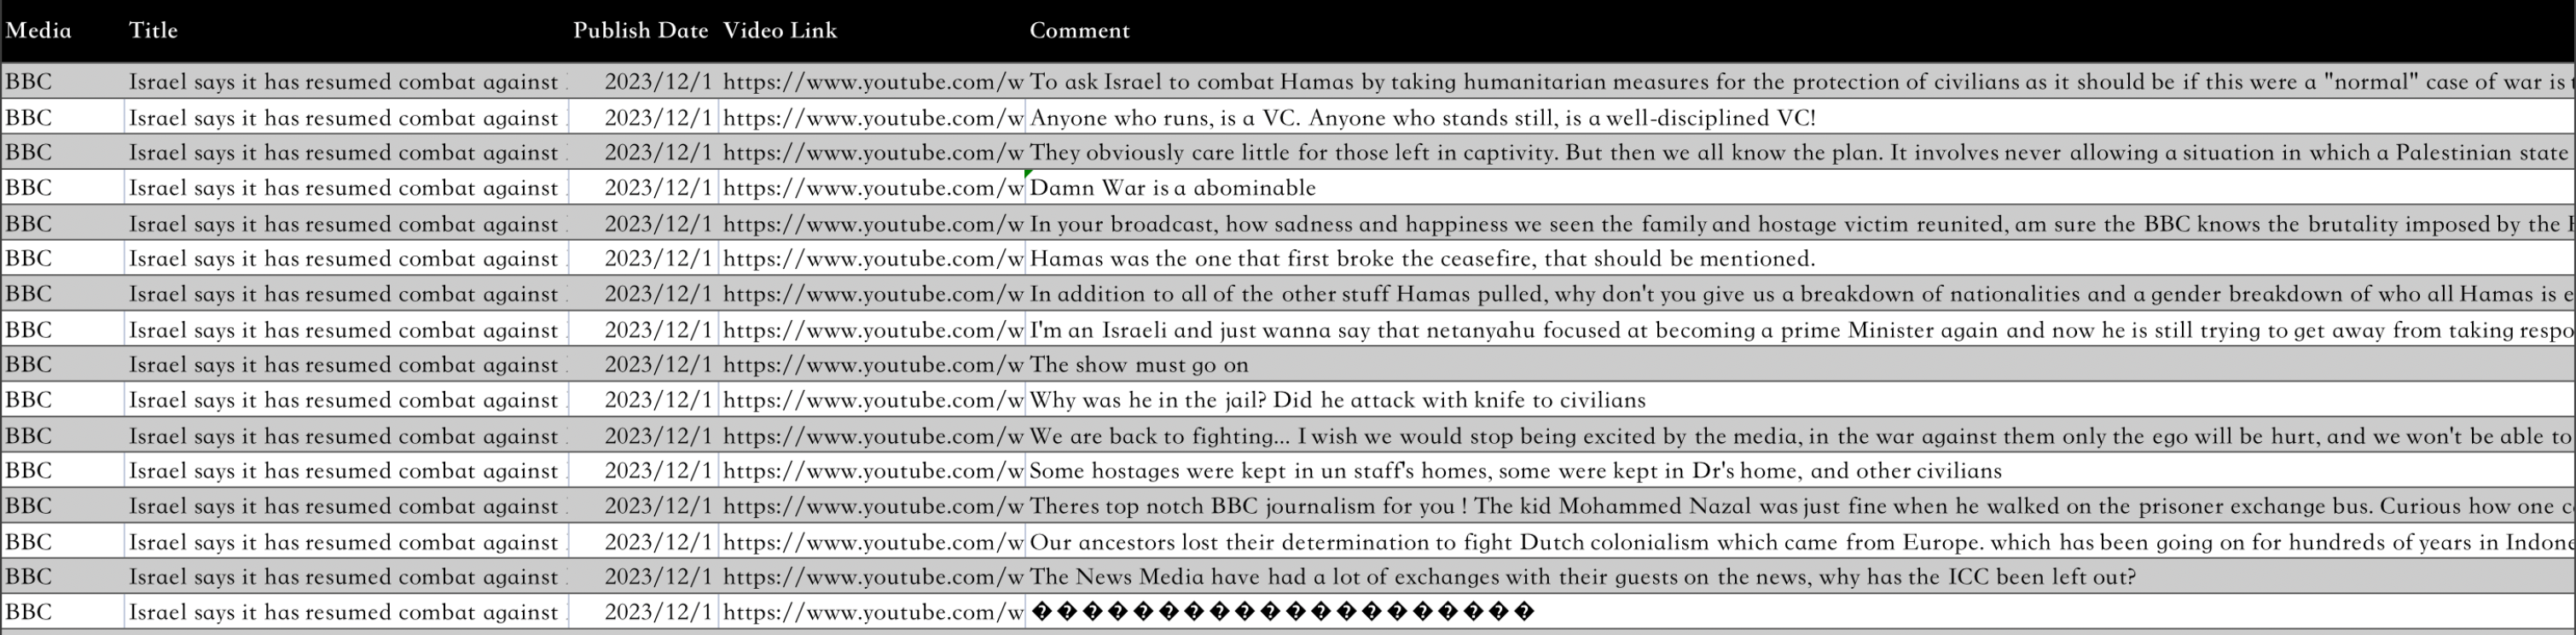 Media Title Publish Date Video Link Comment
BBC Israel says it has resumed combat against 2023/12/1 https://www.youtube.com/w To ask Israel to combat Hamas by taking humanitarian measures for the protection of civilians as it should be if this were a "normal" case of war is
BBC Israel says it has resumed combat against 2023/12/1 https://www.youtube.com/w Anyone who runs, is a VC. Anyone who stands still, is a well-disciplined VC!
BBC Israel says it has resumed combat against 2023/12/1 https://www.youtube.com/w They obviously care little for those left in captivity. But then we all know the plan. It involves never allowing a situation in which a Palestinian state
BBC Israel says it has resumed combat against 2023/12/1 https://www.youtube.com/w Damn War is a abominable
BBC Israel says it has resumed combat against 2023/12/1 https://www.youtube.com/w In your broadcast, how sadness and happiness we seen the family and hostage victim reunited, am sure the BBC knows the brutality imposed by the
BBC Israel says it has resumed combat against 2023/12/1 https://www.youtube.com/w Hamas was the one that first broke the ceasefire, that should be mentioned.
BBC Israel says it has resumed combat against 2023/12/1 https://www.youtube.com/w In addition to all of the other stuff Hamas pulled, why don't you give us a breakdown of nationalities and a gender breakdown of who all Hamas is e
BBC Israel says it has resumed combat against 2023/12/1 https://www.youtube.com/w I'm an Israeli and just wanna say that netanyahu focused at becoming a prime Minister again and now he is still trying to get away from taking respo
BBC Israel says it has resumed combat against 2023/12/1 https://www.youtube.com/w The show must go on
BBC Israel says it has resumed combat against 2023/12/1 https://www.youtube.com/w Why was he in the jail? Did he attack with knife to civilians
BBC Israel says it has resumed combat against 2023/12/1 https://www.youtube.com/w We are back to fighting... I wish we would stop being excited by the media, in the war against them only the ego will be hurt, and we won't be able to
BBC Israel says it has resumed combat against 2023/12/1 https://www.youtube.com/w Some hostages were kept in un staff's homes, some were kept in Dr's home, and other civilians
BBC Israel says it has resumed combat against 2023/12/1 https://www.youtube.com/w Theres top notch BBC journalism for you ! The kid Mohammed Nazal was just fine when he walked on the prisoner exchange bus. Curious how one c
BBC Israel says it has resumed combat against 2023/12/1 https://www.youtube.com/w Our ancestors lost their determination to fight Dutch colonialism which came from Europe. which has been going on for hundreds of years in Indone
BBC Israel says it has resumed combat against 2023/12/1 https://www.youtube.com/w The News Media have had a lot of exchanges with their guests on the news, why has the ICC been left out?
BBC Israel says it has resumed combat against 2023/12/1 https://www.youtube.com/w ��������������������